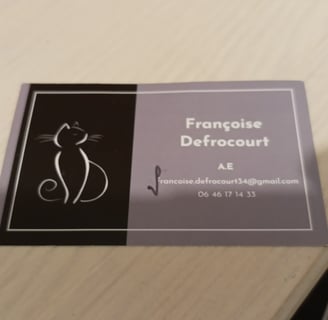 Françoise
Defrocourt
A.E
francoise.defrocourt34@gmail.com
06 46 17 14 33